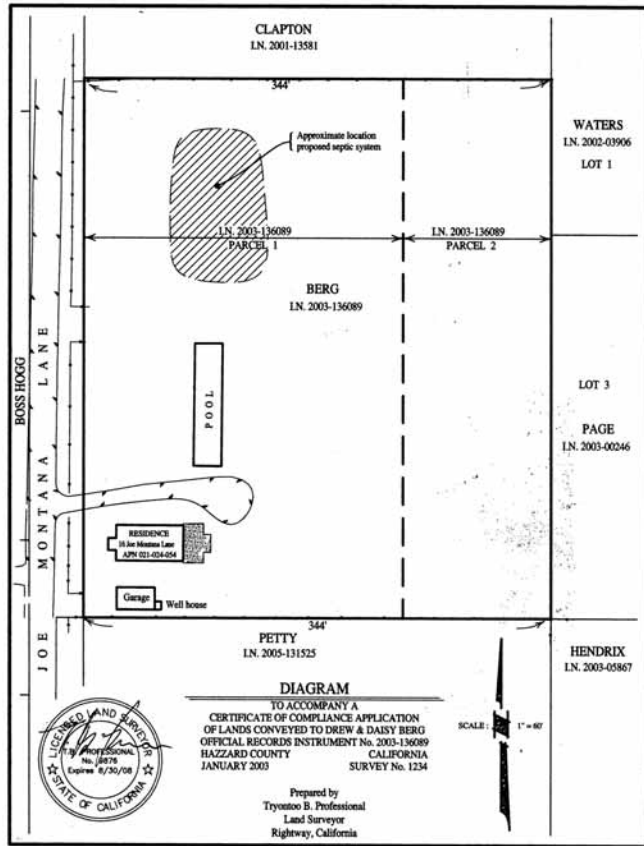 CLAPTON
I.N. 2001-13581
344'
WATERS
I.N. 2002-03906
LOT 1
Approximate location
proposed septic system
I.N. 2003-136089
PARCEL 1
I.N. 2003-136089
PARCEL 2
BERG
I.N. 2003-136089
BOSS HOGG
JOE MONTANA LANE
POOL
LOT 3
PAGE
I.N. 2003-00246
RESIDENCE
16 Joe Montana Lane
APN 021-024-054
Garage
Well house
344'
PETTY
I.N. 2005-131525
HENDRIX
I.N. 2003-05867
DIAGRAM
TO ACCOMPANY A
CERTIFICATE OF COMPLIANCE APPLICATION
OF LANDS CONVEYED TO DREW & DAISY BERG
OFFICIAL RECORDS INSTRUMENT No. 2003-136089
HAZZARD COUNTY CALIFORNIA
JANUARY 2003 SURVEY No. 1234
Prepared by
Tryontoo B. Professional
Land Surveyor
Rightway, California
SCALE: 1" = 60'
LICENSED LAND SURVEYOR
T.B. PROFESSIONAL
No. 9876
Expires 8/30/08
STATE OF CALIFORNIA